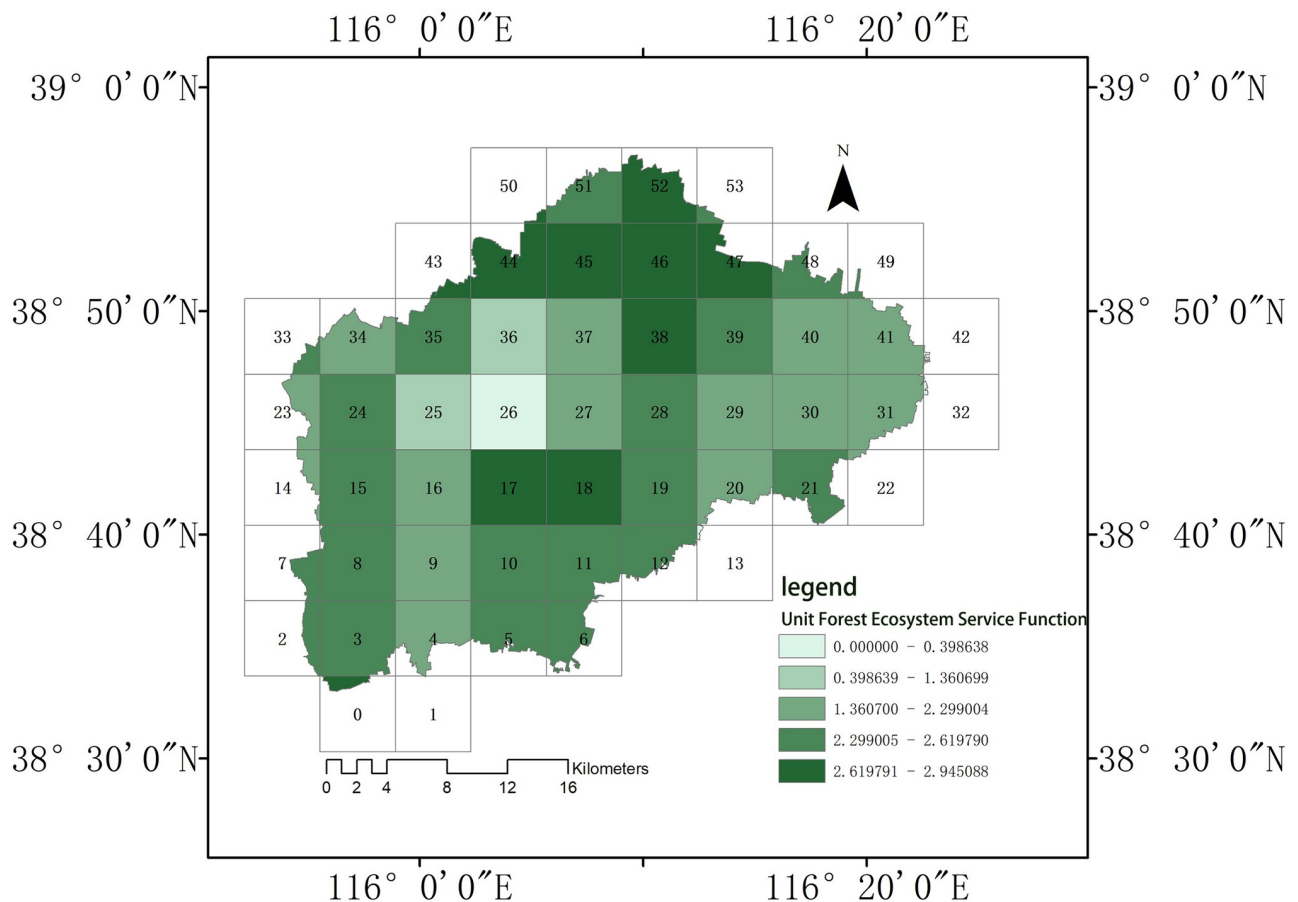 116° 0′0″E 116° 20′0″E
39° 0′0″N 39° 0′0″N
N
50 51 52 53
43 44 45 46 47 48 49
38° 50′0″N 38° 50′0″N
33 34 35 36 37 38 39 40 41 42
23 24 25 26 27 28 29 30 31 32
14 15 16 17 18 19 20 21 22
38° 40′0″N 38° 40′0″N
7 8 9 10 11 12 13
legend
Unit Forest Ecosystem Service Function
2 3 4 5 6
0.000000 - 0.398638
0.398639 - 1.360699
1.360700 - 2.299004
2.299005 - 2.619790
2.619791 - 2.945088
0 1
38° 30′0″N 38° 30′0″N
Kilometers
0 2 4 8 12 16
116° 0′0″E 116° 20′0″E